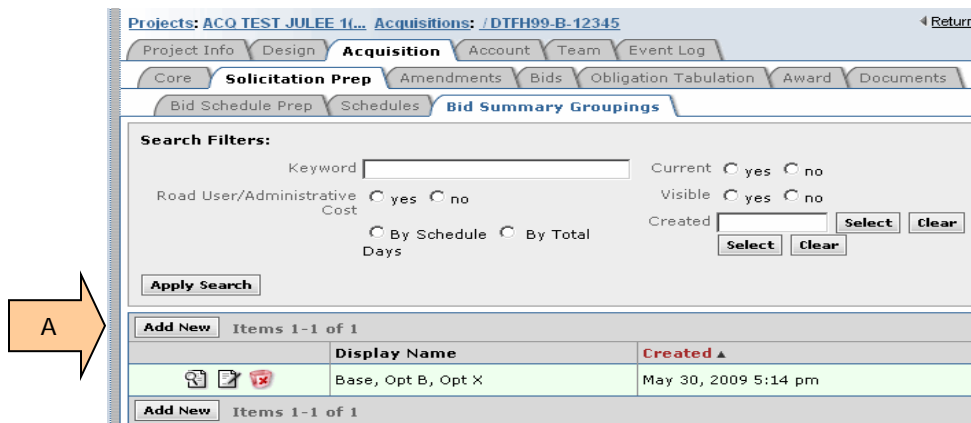 Projects: ACQ TEST JULEE 1(... Acquisitions: /DTFH99-B-12345 Return
Project Info Design Acquisition Account Team Event Log
Core Solicitation Prep Amendments Bids Obligation Tabulation Award Documents
Bid Schedule Prep Schedules Bid Summary Groupings
Search Filters:
Keyword Current yes no
Road User/Administrative Cost yes no Visible yes no
By Schedule By Total Days Created Select Clear
Select Clear
Apply Search
A
Add New Items 1-1 of 1
Display Name Created
Base, Opt B, Opt X May 30, 2009 5:14 pm
Add New Items 1-1 of 1